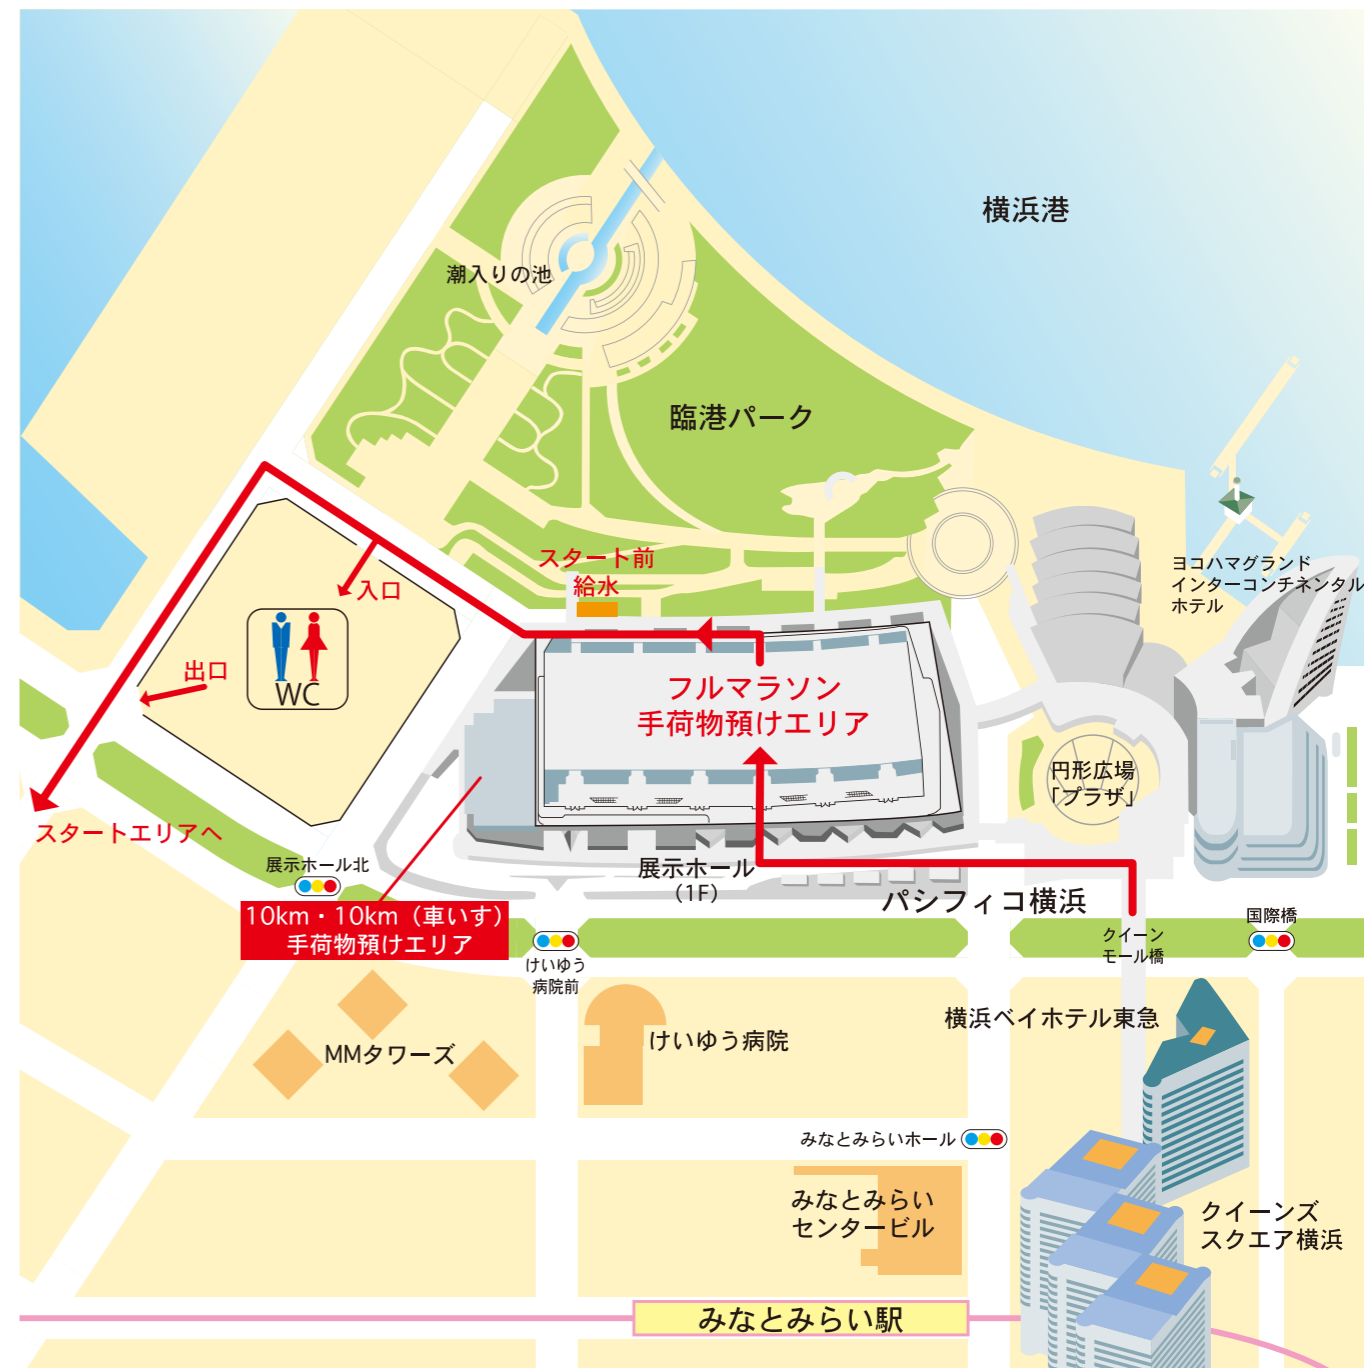 横浜港
潮入りの池
臨港パーク
スタート前
給水
ヨコハマグランド
インターコンチネンタル
ホテル
入口
出口
WC
フルマラソン
手荷物預けエリア
円形広場
「プラザ」
スタートエリアへ
展示ホール北
展示ホール
(1F)
パシフィコ横浜
10km・10km（車いす）
手荷物預けエリア
国際橋
クイーン
モール橋
けいゆう
病院前
横浜ベイホテル東急
けいゆう病院
MMタワーズ
みなとみらいホール
みなとみらい
センタービル
クイーンズ
スクエア横浜
みなとみらい駅